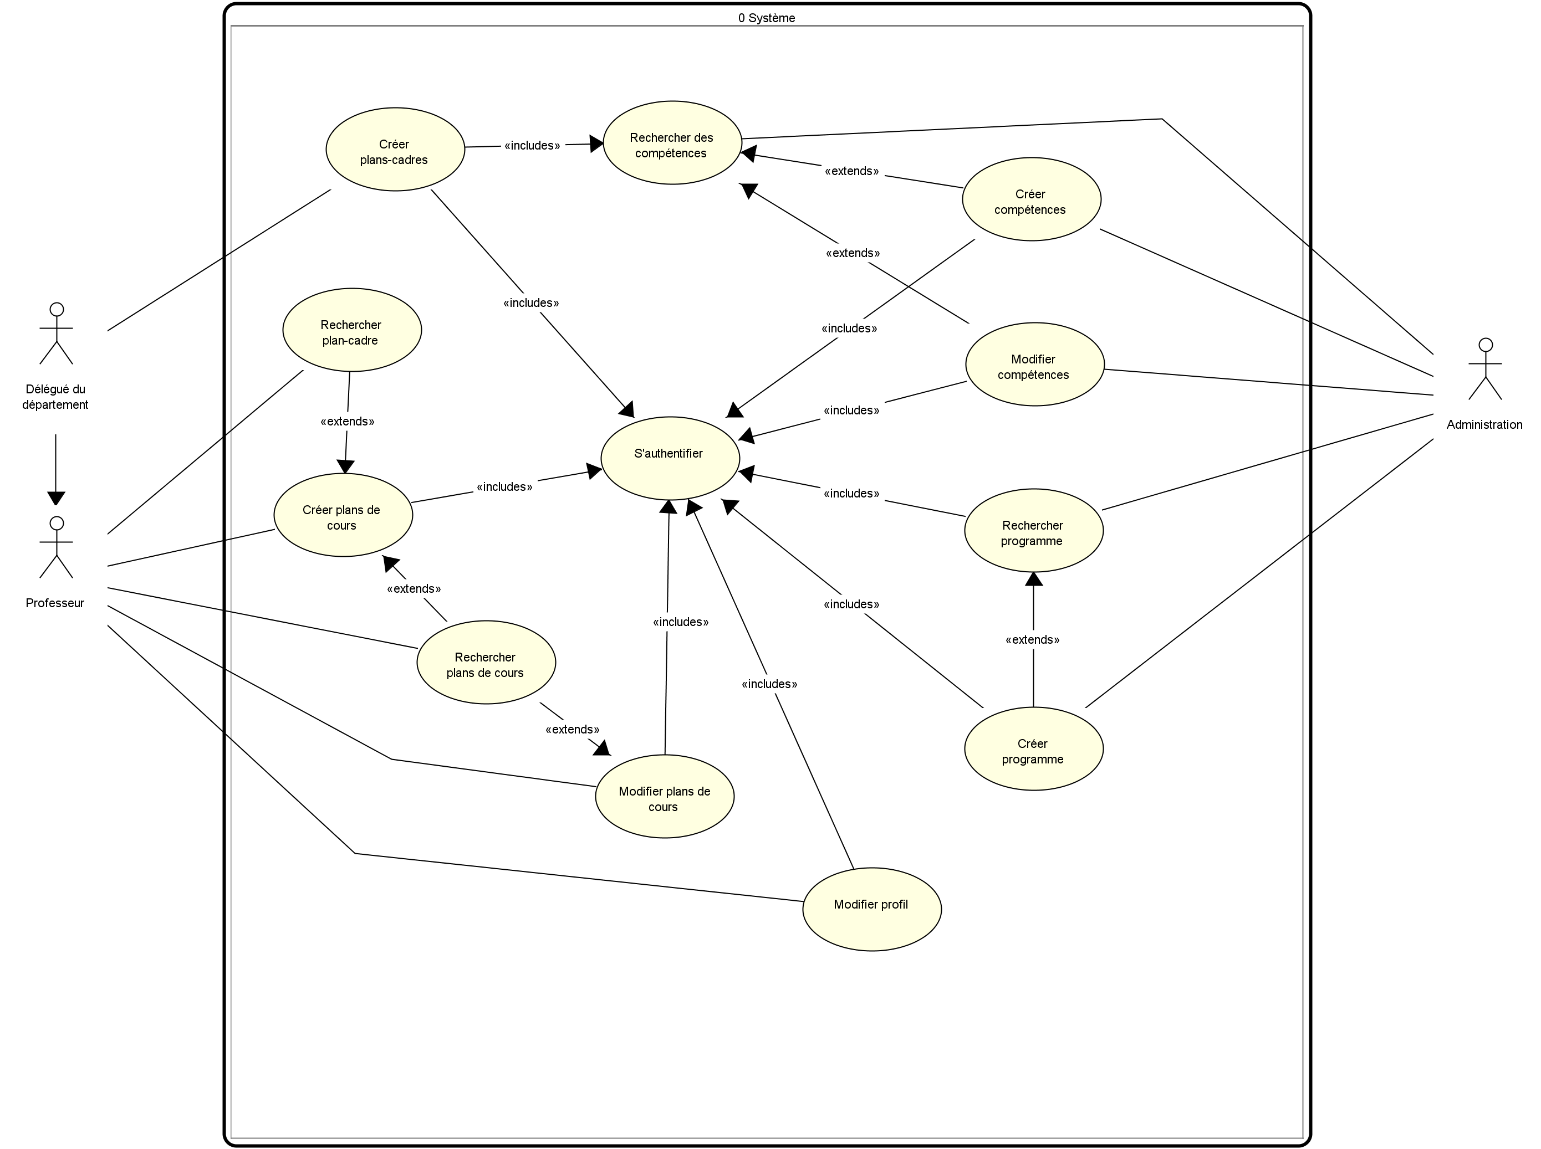 0 Système
Créer
plans-cadres
«includes»
Rechercher des
compétences
«extends»
Créer
compétences
«extends»
«includes»
«includes»
Rechercher
plan-cadre
Modifier
compétences
Délégué du
département
Administration
«extends»
«includes»
S'authentifier
«includes»
«includes»
Créer plans de
cours
Rechercher
programme
Professeur
«extends»
«includes»
«includes»
«extends»
Rechercher
plans de cours
«includes»
«extends»
Créer
programme
Modifier plans de
cours
Modifier profil